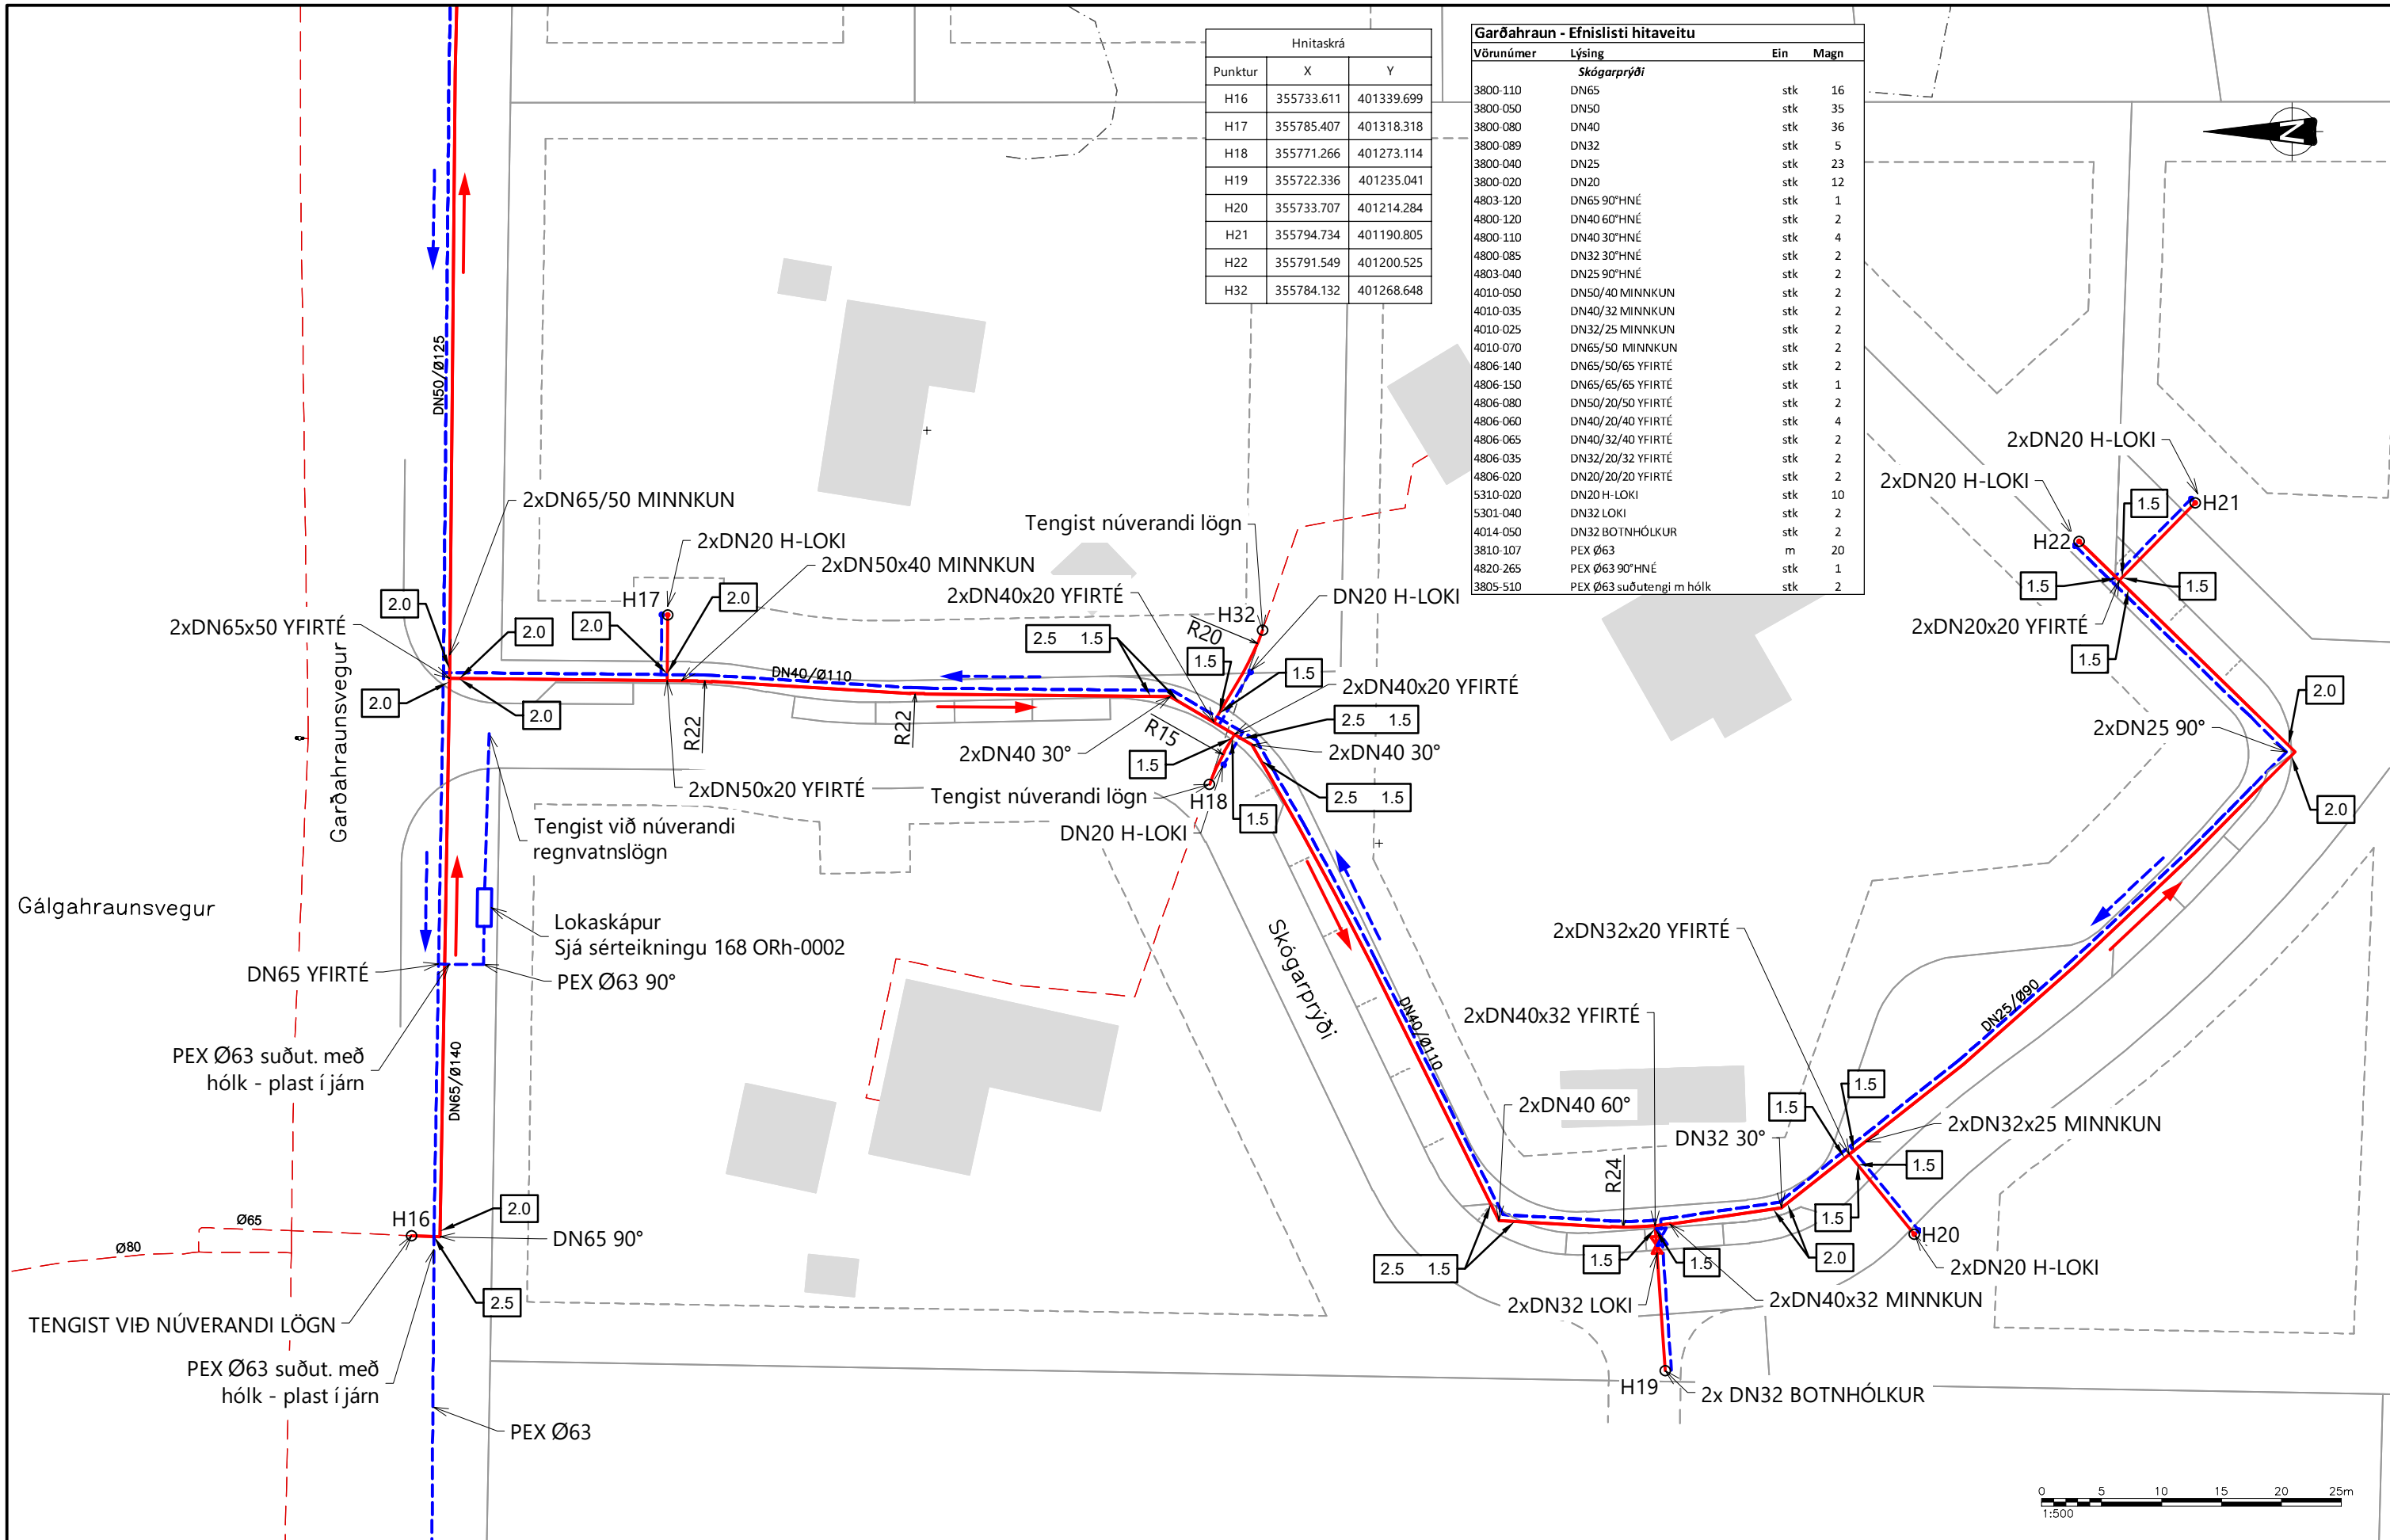 Hnitaskrá
Punktur X Y
H16 355733.611 401339.699
H17 355785.407 401318.318
H18 355771.266 401273.114
H19 355722.336 401235.041
H20 355733.707 401214.284
H21 355794.734 401190.805
H22 355791.549 401200.525
H32 355784.132 401268.648
Garðahraun - Efnislisti hitaveitu
Vörunúmer Lýsing Ein Magn
Skógarprýði
3800-110 DN65 stk 16
3800-050 DN50 stk 35
3800-080 DN40 stk 36
3800-089 DN32 stk 5
3800-040 DN25 stk 23
3800-020 DN20 stk 12
4803-120 DN65 90°HNÉ stk 1
4800-120 DN40 60°HNÉ stk 2
4800-110 DN40 30°HNÉ stk 4
4800-085 DN32 30°HNÉ stk 2
4803-040 DN25 90°HNÉ stk 2
4010-050 DN50/40 MINNKUN stk 2
4010-035 DN40/32 MINNKUN stk 2
4010-025 DN32/25 MINNKUN stk 2
4010-070 DN65/50 MINNKUN stk 2
4806-140 DN65/50/65 YFIRTÉ stk 2
4806-150 DN65/65/65 YFIRTÉ stk 1
4806-080 DN50/20/50 YFIRTÉ stk 2
4806-060 DN40/20/40 YFIRTÉ stk 4
4806-065 DN40/32/40 YFIRTÉ stk 2
4806-035 DN32/20/32 YFIRTÉ stk 2
4806-020 DN20/20/20 YFIRTÉ stk 2
5310-020 DN20 H-LOKI stk 10
5301-040 DN32 LOKI stk 2
4014-050 DN32 BOTNHÓLKUR stk 2
3810-107 PEX Ø63 m 20
4820-265 PEX Ø63 90°HNÉ stk 1
3805-510 PEX Ø63 suðutengi m hólk stk 2
N
DN50/Ø125
2xDN65/50 MINNKUN
2xDN20 H-LOKI
2xDN50x40 MINNKUN
Tengist núverandi lögn
2xDN40x20 YFIRTÉ
H32
DN20 H-LOKI
H17
2.0
2.0
2.0
2.0
2xDN65x50 YFIRTÉ
Garðahraunsvegur
2.0
2.0
2.5 1.5
R20
1.5
1.5
2xDN40x20 YFIRTÉ
DN40/Ø110
R22
R22
R15
2.5 1.5
2xDN40 30°
2xDN40 30°
1.5
2xDN50x20 YFIRTÉ
Tengist núverandi lögn
H18
DN20 H-LOKI
1.5
2.5 1.5
2xDN20 H-LOKI
2xDN20 H-LOKI
H21
H22
1.5
1.5
1.5
2xDN20x20 YFIRTÉ
1.5
2.0
2xDN25 90°
2.0
Tengist við núverandi
regnvatnslögn
Gálgahraunsvegur
Lokaskápur
Sjá sérteikningu 168 ORh-0002
DN65 YFIRTÉ
PEX Ø63 90°
PEX Ø63 suðut. með
hólk - plast í járn
DN65/Ø140
Skógarprýði
DN40/Ø110
2xDN32x20 YFIRTÉ
DN25/Ø90
2xDN40x32 YFIRTÉ
2xDN40 60°
DN32 30°
1.5
1.5
2xDN32x25 MINNKUN
1.5
1.5
R24
H20
2xDN20 H-LOKI
2.5 1.5
1.5
1.5
2.0
2xDN32 LOKI
2xDN40x32 MINNKUN
H19
2x DN32 BOTNHÓLKUR
Ø65
Ø80
H16
2.0
DN65 90°
2.5
TENGIST VIÐ NÚVERANDI LÖGN
PEX Ø63 suðut. með
hólk - plast í járn
PEX Ø63
0 5 10 15 20 25m
1:500